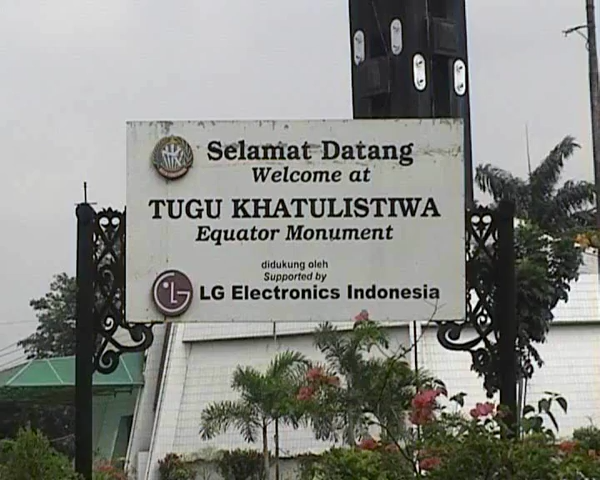 Selamat Datang
Welcome at
TUGU KHATULISTIWA
Equator Monument
didukung oleh
Supported by
LG Electronics Indonesia